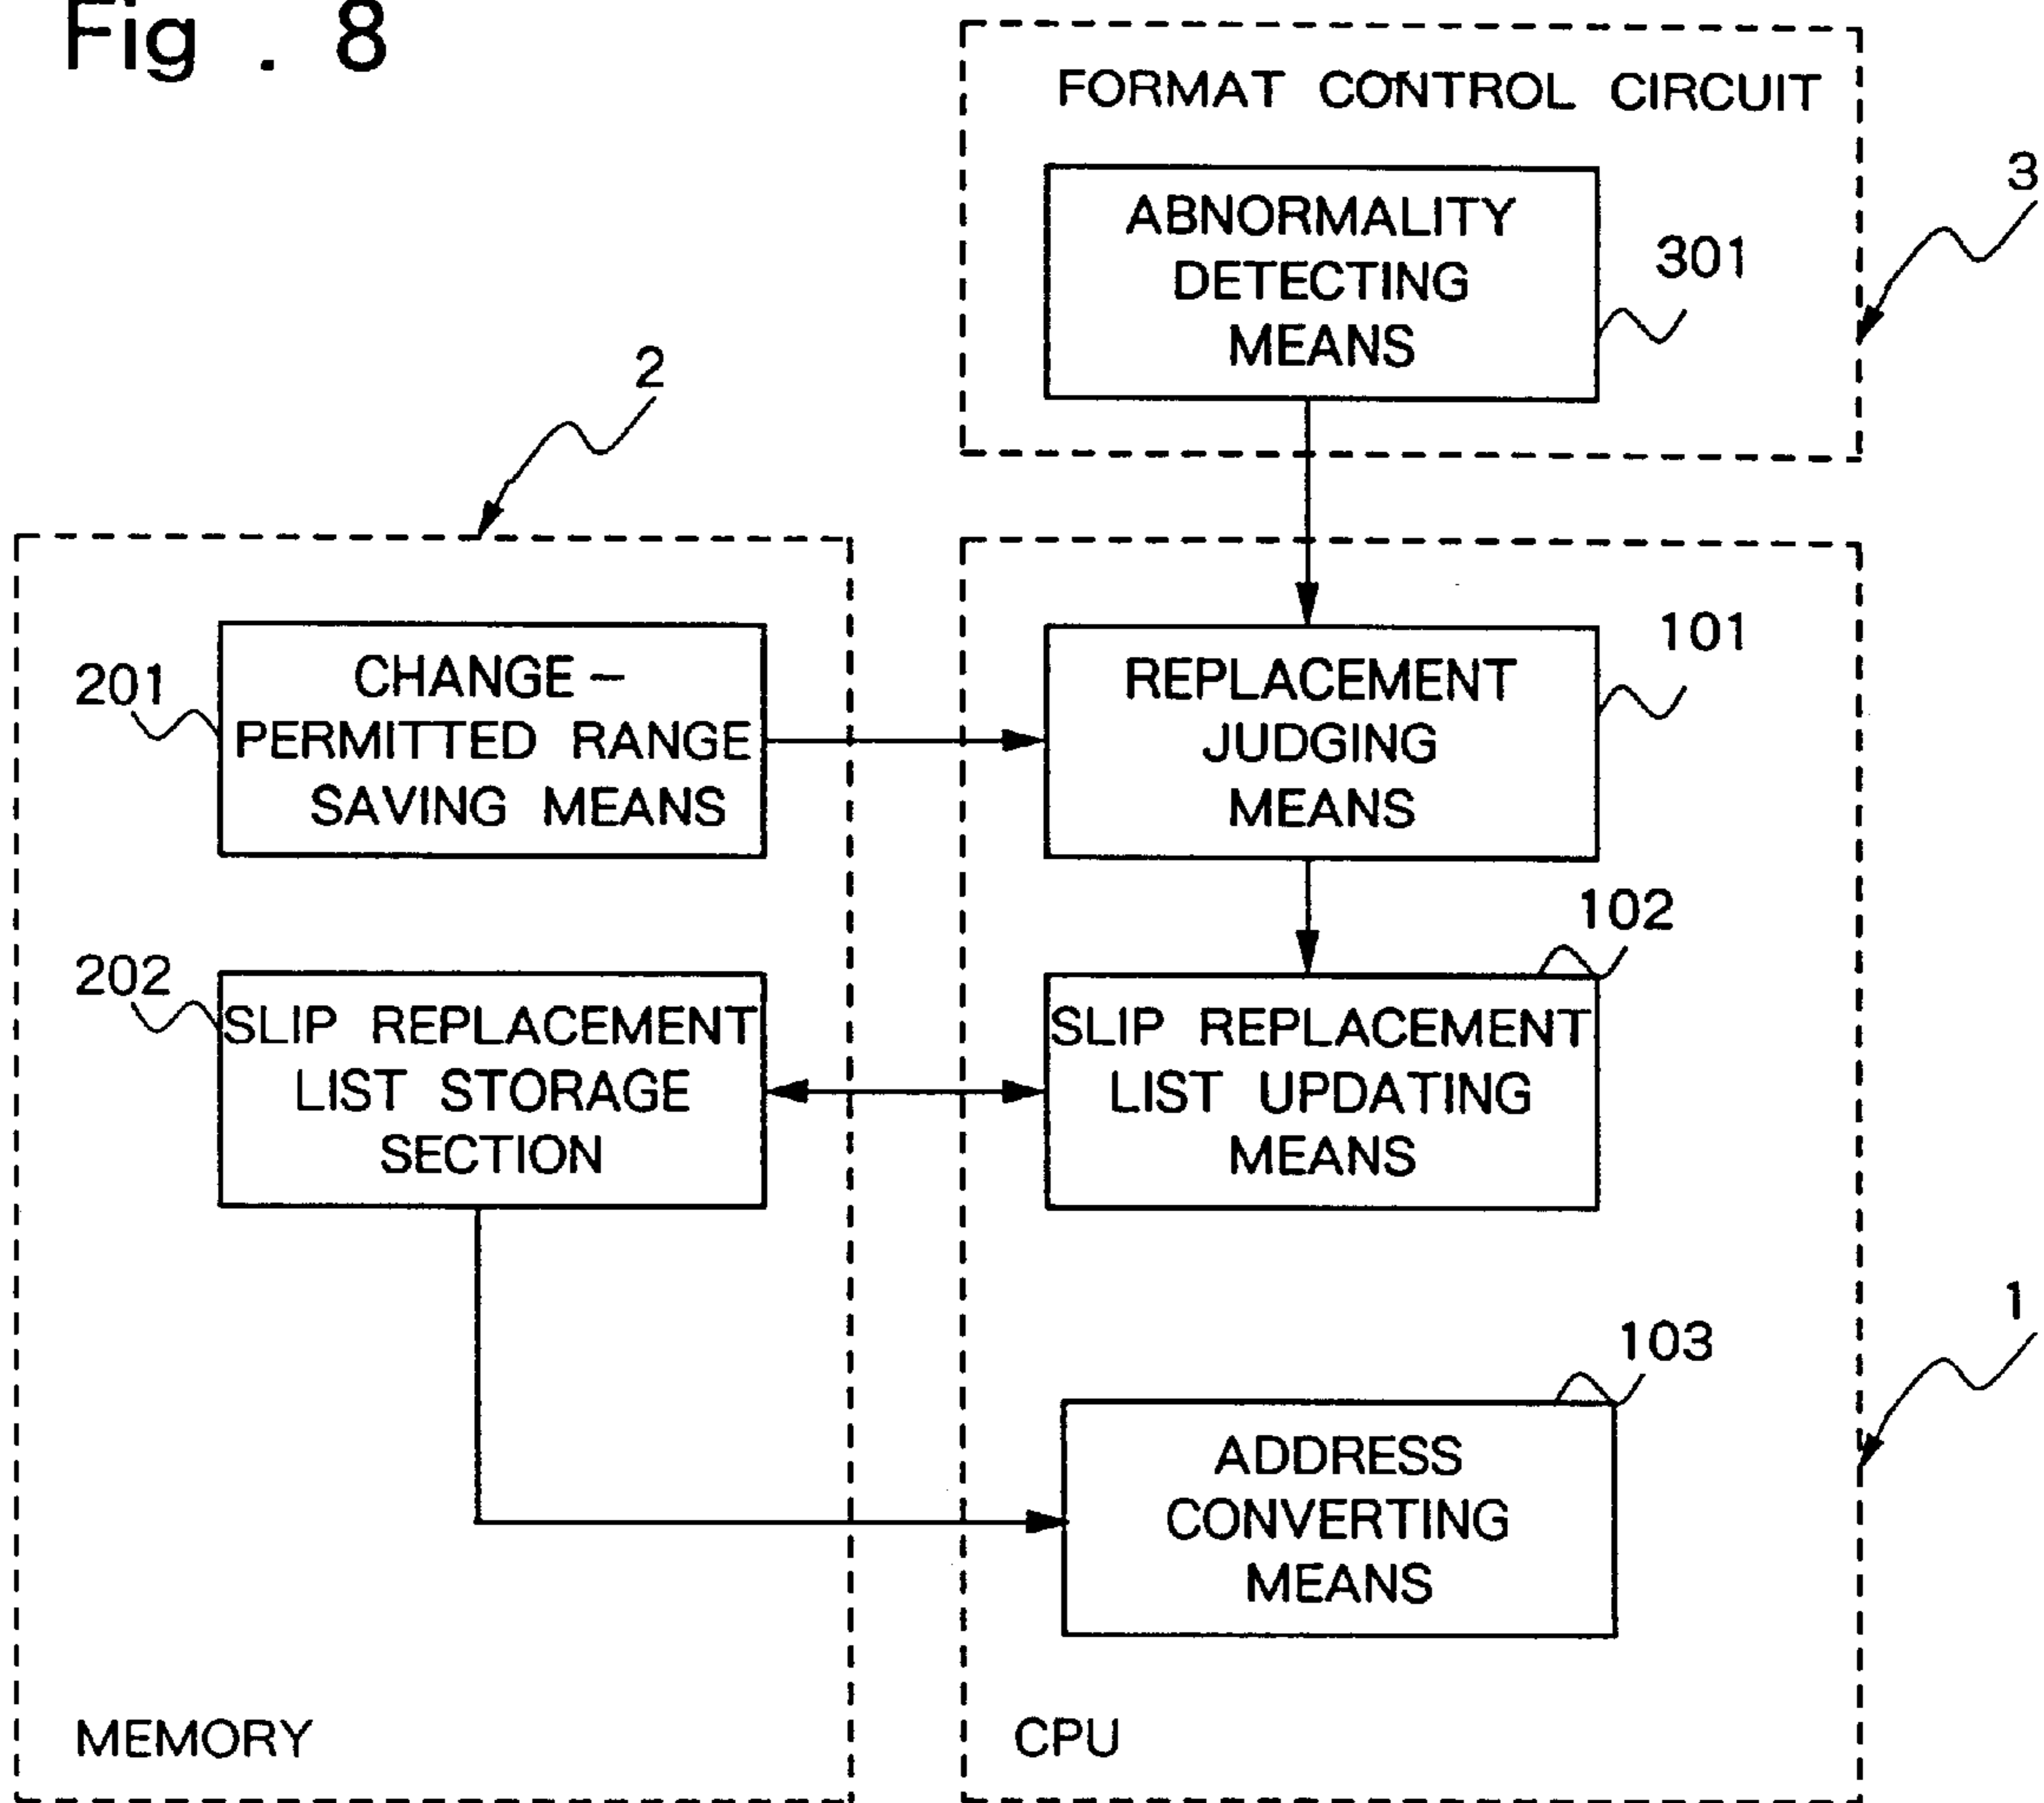 Fig . 8
FORMAT CONTROL CIRCUIT
ABNORMALITY
DETECTING
MEANS
301
3
2
201
CHANGE-
PERMITTED RANGE
SAVING MEANS
REPLACEMENT
JUDGING
MEANS
101
202
SLIP REPLACEMENT
LIST STORAGE
SECTION
102
SLIP REPLACEMENT
LIST UPDATING
MEANS
103
ADDRESS
CONVERTING
MEANS
1
MEMORY
CPU